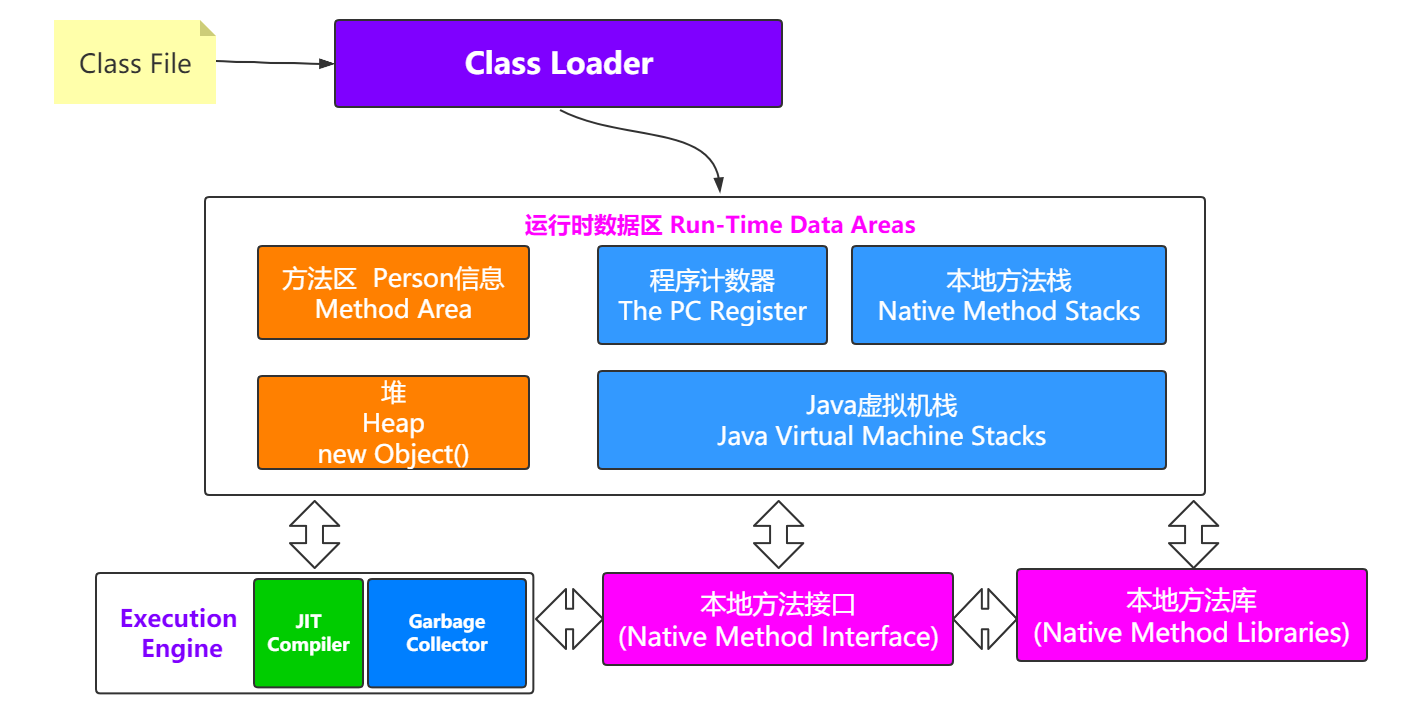 Class File
Class Loader
运行时数据区 Run-Time Data Areas
方法区 Person信息
Method Area
程序计数器
The PC Register
本地方法栈
Native Method Stacks
堆
Heap
new Object()
Java虚拟机栈
Java Virtual Machine Stacks
Execution
Engine
JIT
Compiler
Garbage
Collector
本地方法接口
(Native Method Interface)
本地方法库
(Native Method Libraries)